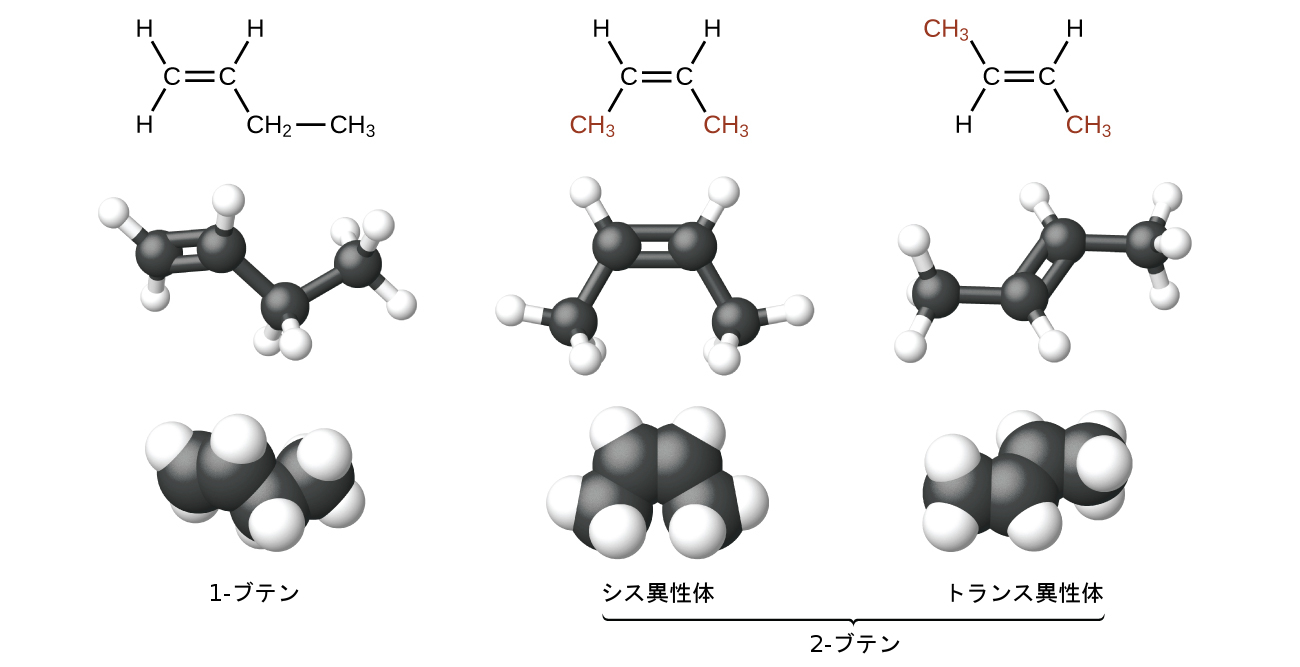 H H
C C
H CH2 CH3
H H
C C
CH3 CH3
CH3 H
C C
H CH3
1-ブテン
シス異性体
トランス異性体
2-ブテン